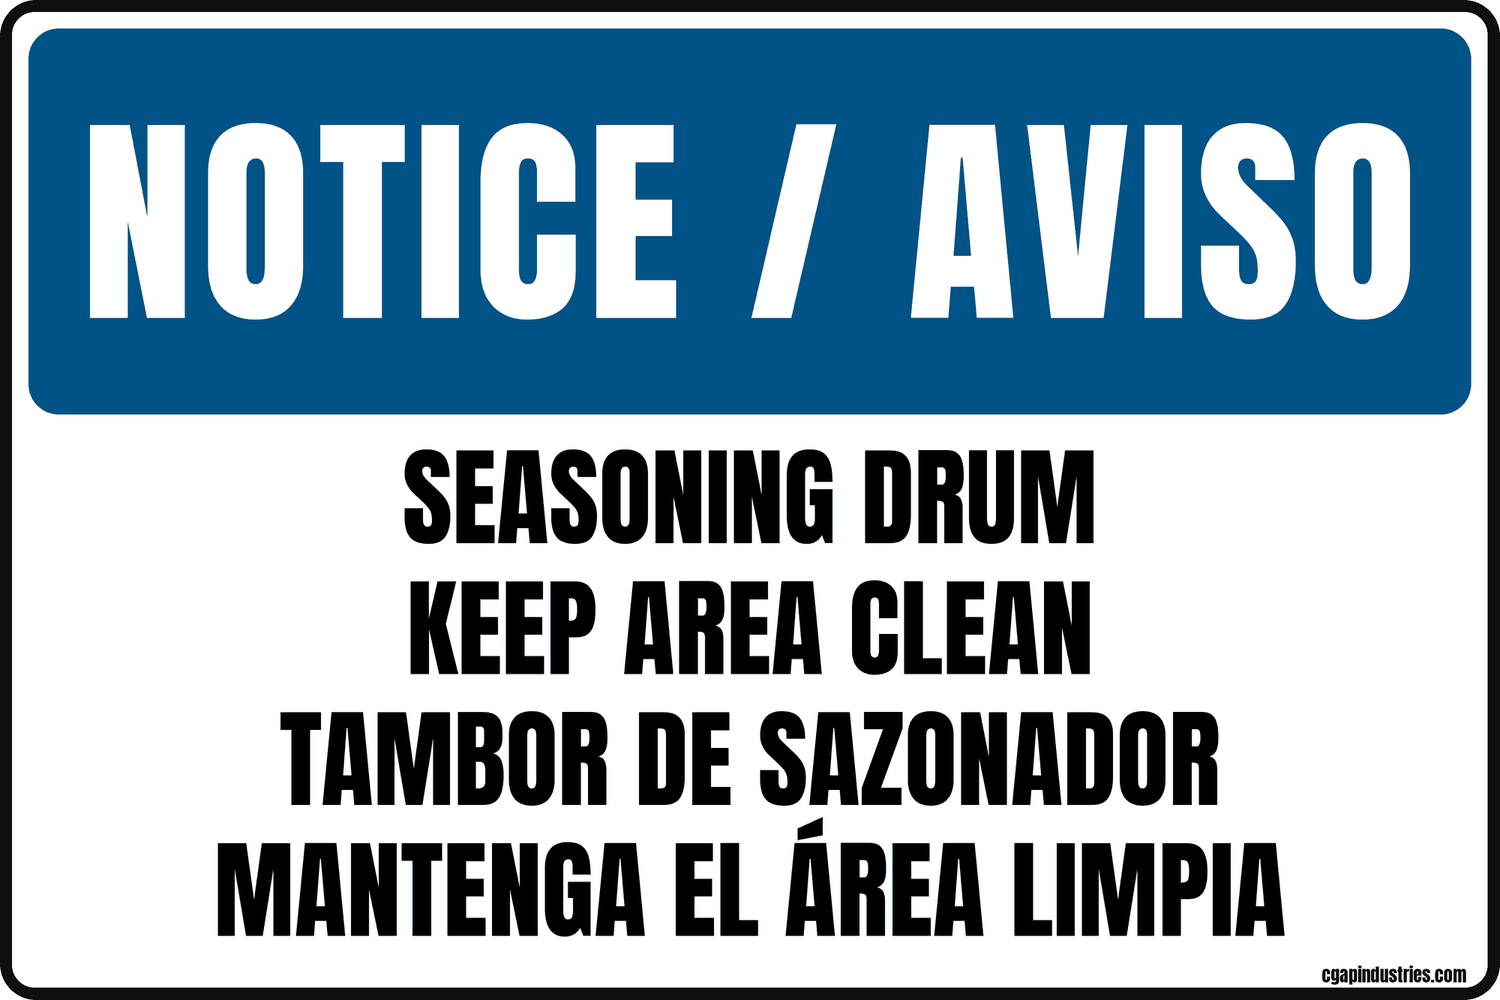 NOTICE / AVISO
SEASONING DRUM
KEEP AREA CLEAN
TAMBOR DE SAZONADOR
MANTENGA EL ÁREA LIMPIA
cgapindustries.com